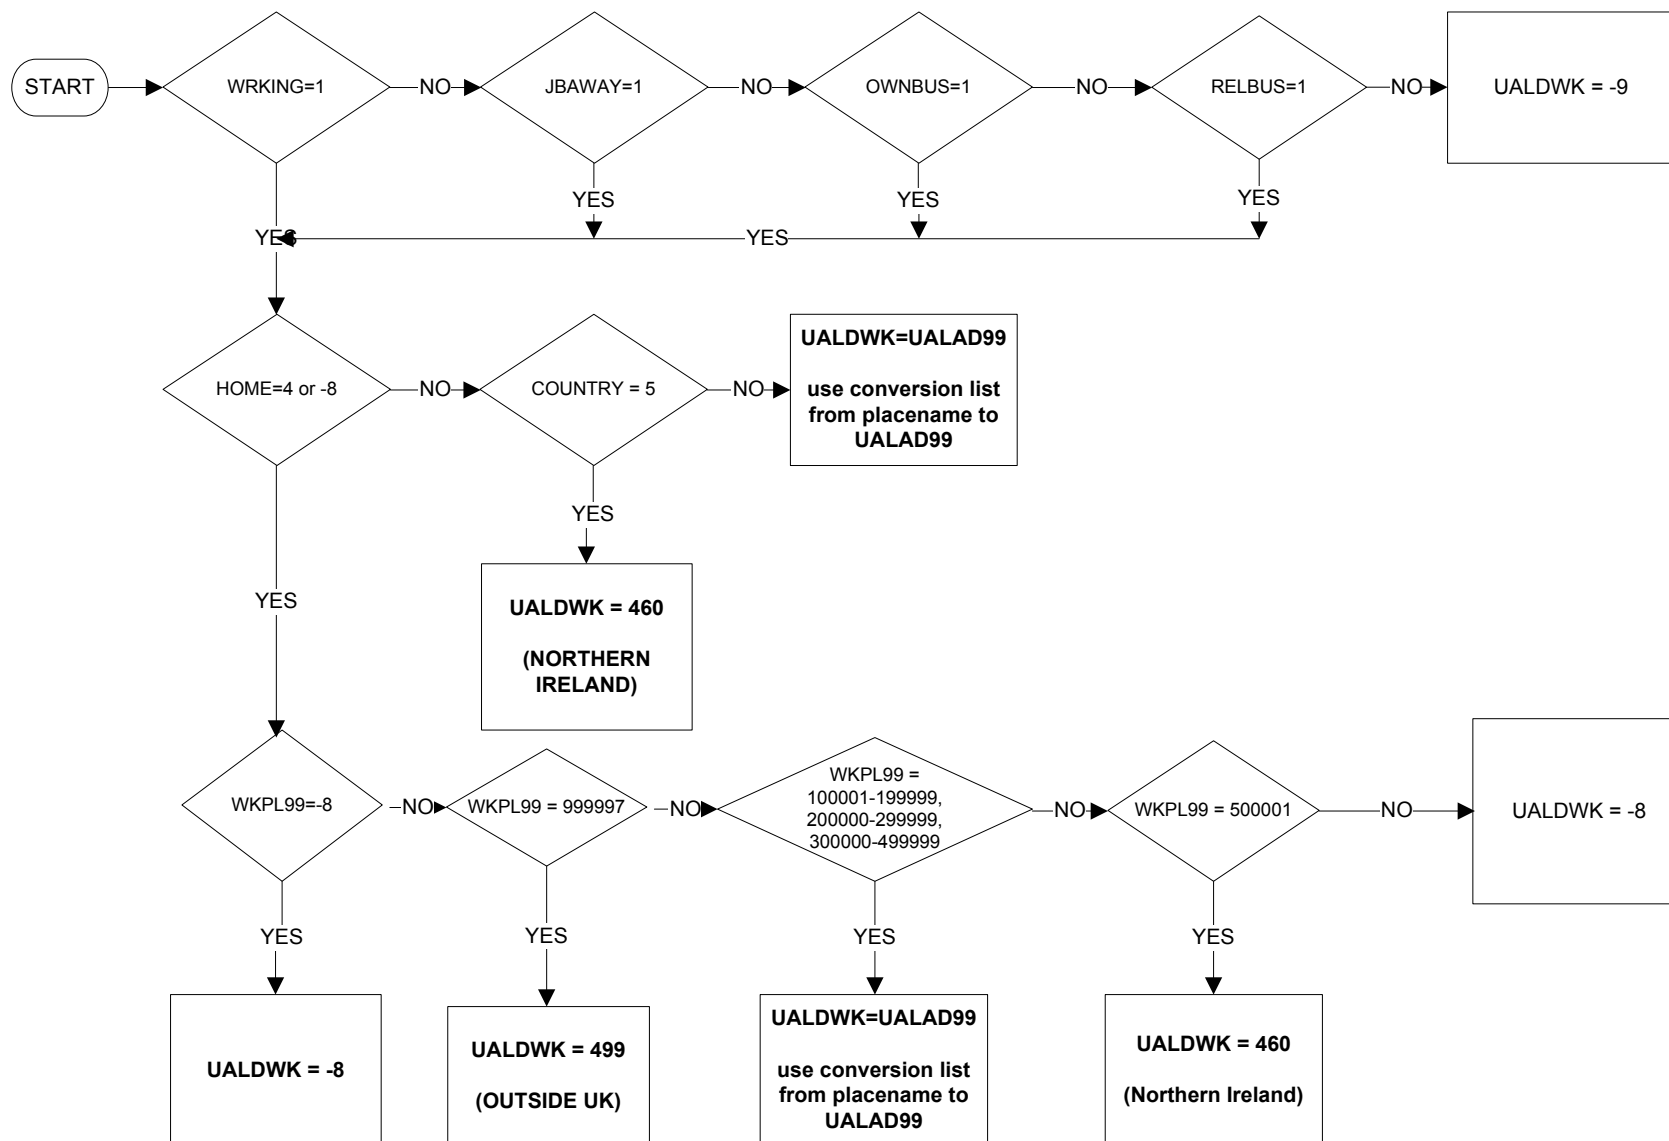 START
WRKING=1
NO
JBAWAY=1
NO
OWNBUS=1
NO
RELBUS=1
NO
UALDWK = -9
YES
YES
YES
YES
YES
HOME=4 or -8
NO
COUNTRY = 5
NO
UALDWK=UALAD99
use conversion list
from placename to
UALAD99
YES
YES
UALDWK = 460
(NORTHERN
IRELAND)
WKPL99=-8
NO
WKPL99 = 999997
NO
WKPL99 =
100001-199999,
200000-299999,
300000-499999
NO
WKPL99 = 500001
NO
UALDWK = -8
YES
YES
YES
YES
UALDWK = -8
UALDWK = 499
(OUTSIDE UK)
UALDWK=UALAD99
use conversion list
from placename to
UALAD99
UALDWK = 460
(Northern Ireland)